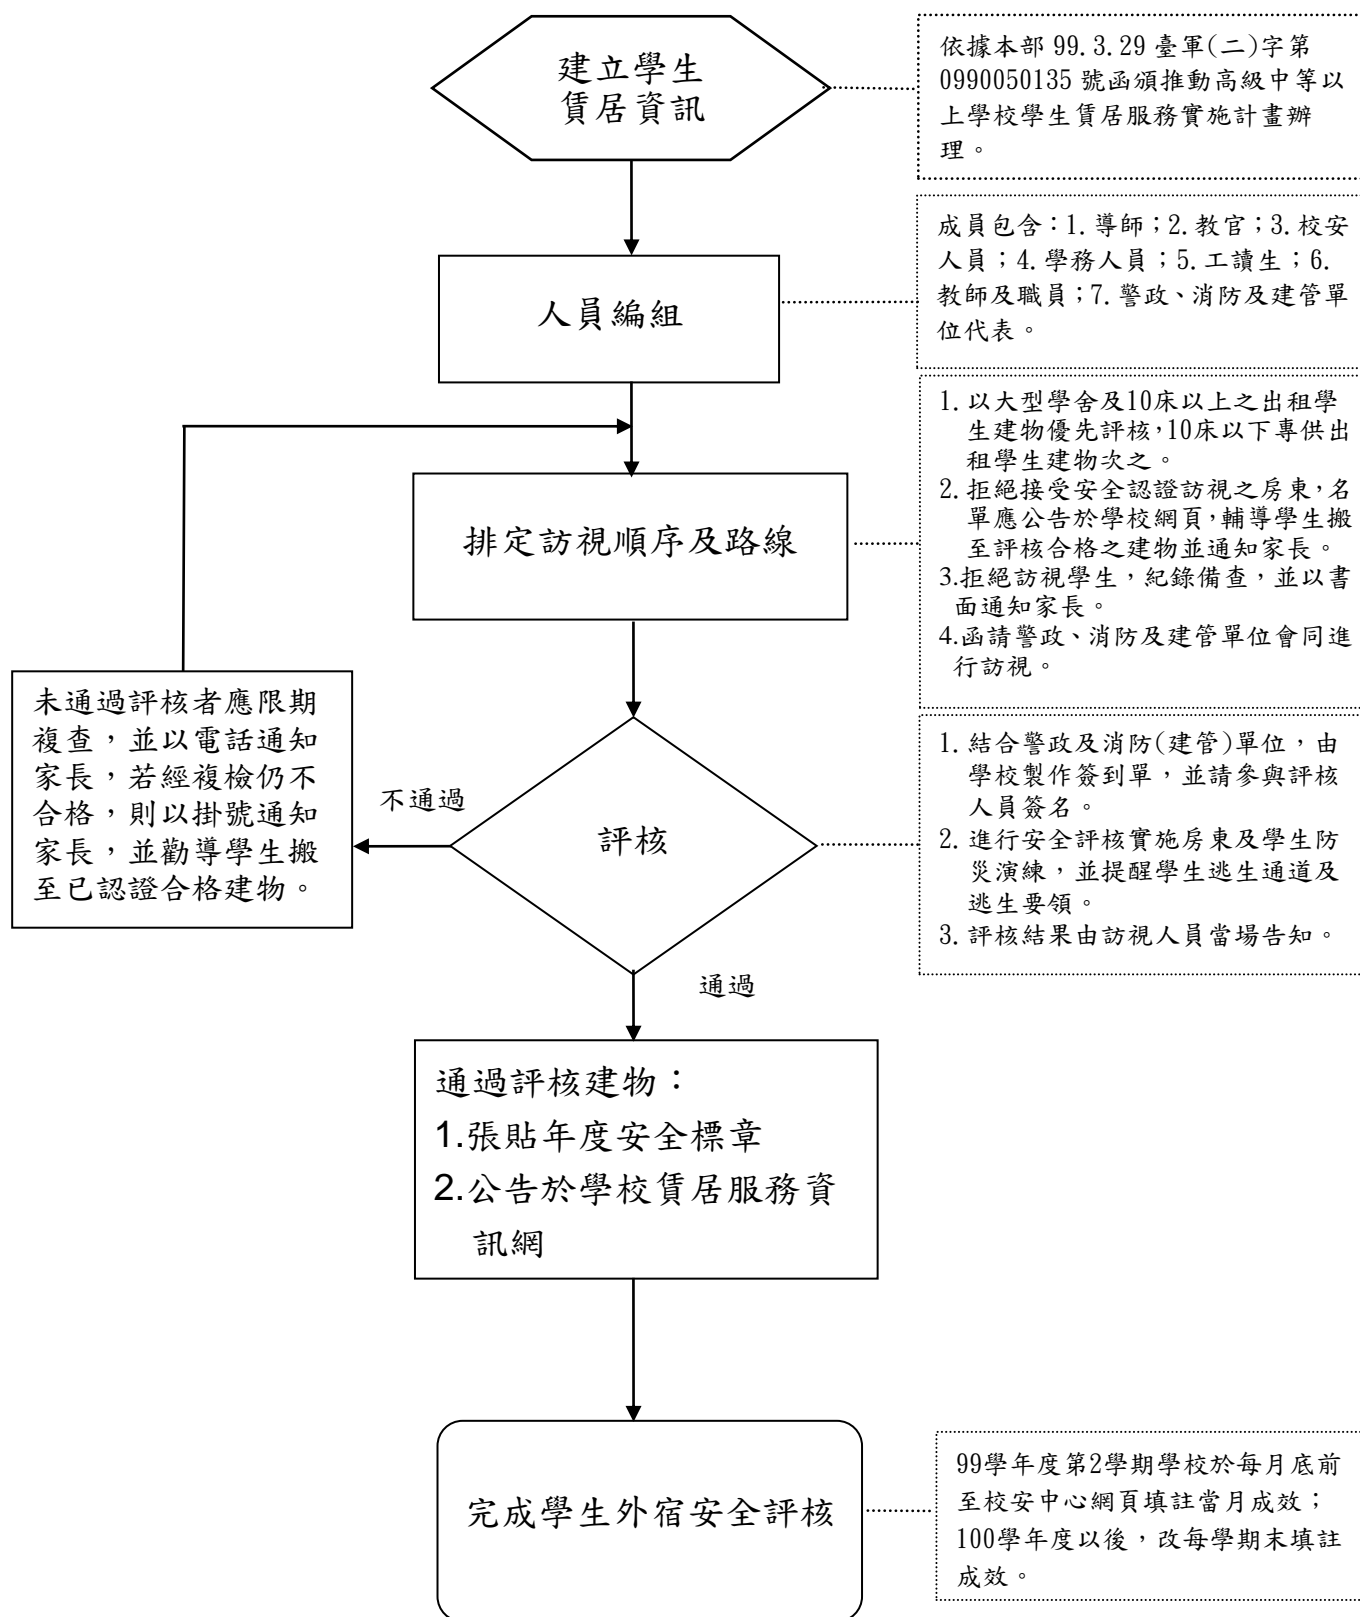 建立學生
賃居資訊
依據本部 99.3.29 臺軍(二)字第
0990050135 號函頒推動高級中等以
上學校學生賃居服務實施計畫辦
理。
人員編組
成員包含：1.導師；2.教官；3.校安
人員；4.學務人員；5.工讀生；6.
教師及職員；7.警政、消防及建管單
位代表。
排定訪視順序及路線
1.以大型學舍及10床以上之出租學
生建物優先評核，10床以下專供出
租學生建物次之。
2.拒絕接受安全認證訪視之房東，名
單應公告於學校網頁，輔導學生搬
至評核合格之建物並通知家長。
3.拒絕訪視學生，紀錄備查，並以書
面通知家長。
4.函請警政、消防及建管單位會同進
行訪視。
未通過評核者應限期
複查，並以電話通知
家長，若經複檢仍不
合格，則以掛號通知
家長，並勸導學生搬
至已認證合格建物。
不通過
評核
1.結合警政及消防(建管)單位，由
學校製作簽到單，並請參與評核
人員簽名。
2.進行安全評核實施房東及學生防
災演練，並提醒學生逃生通道及
逃生要領。
3.評核結果由訪視人員當場告知。
通過
通過評核建物：
1.張貼年度安全標章
2.公告於學校賃居服務資
訊網
完成學生外宿安全評核
99學年度第2學期學校於每月底前
至校安中心網頁填註當月成效；
100學年度以後，改每學期末填註
成效。